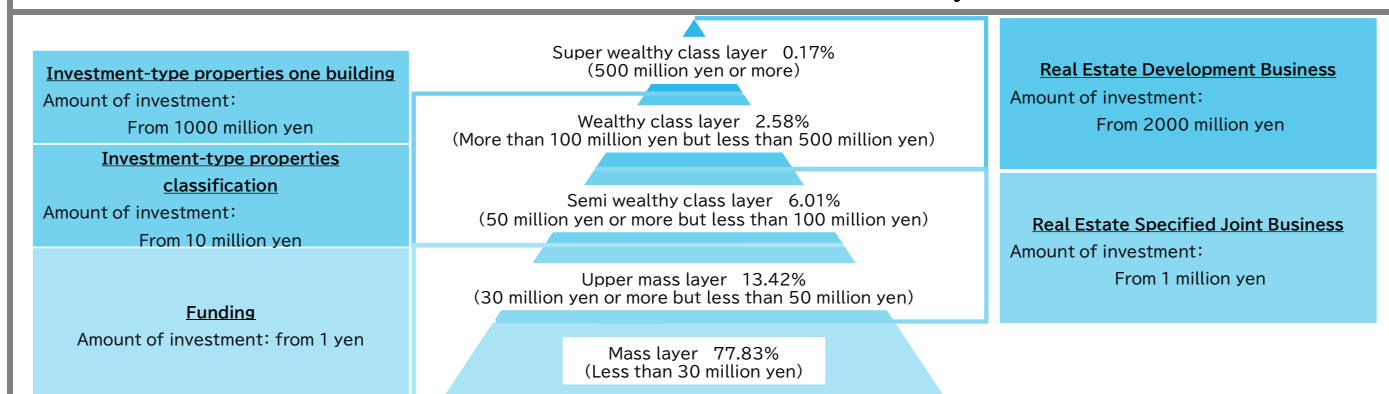 Investment-type properties one building
Amount of investment:
From 1000 million yen
Investment-type properties
classification
Amount of investment:
From 10 million yen
Funding
Amount of investment: from 1 yen
Super wealthy class layer 0.17%
(500 million yen or more)
Wealthy class layer 2.58%
(More than 100 million yen but less than 500 million yen)
Semi wealthy class layer 6.01%
(50 million yen or more but less than 100 million yen)
Upper mass layer 13.42%
(30 million yen or more but less than 50 million yen)
Mass layer 77.83%
(Less than 30 million yen)
Real Estate Development Business
Amount of investment:
From 2000 million yen
Real Estate Specified Joint Business
Amount of investment:
From 1 million yen